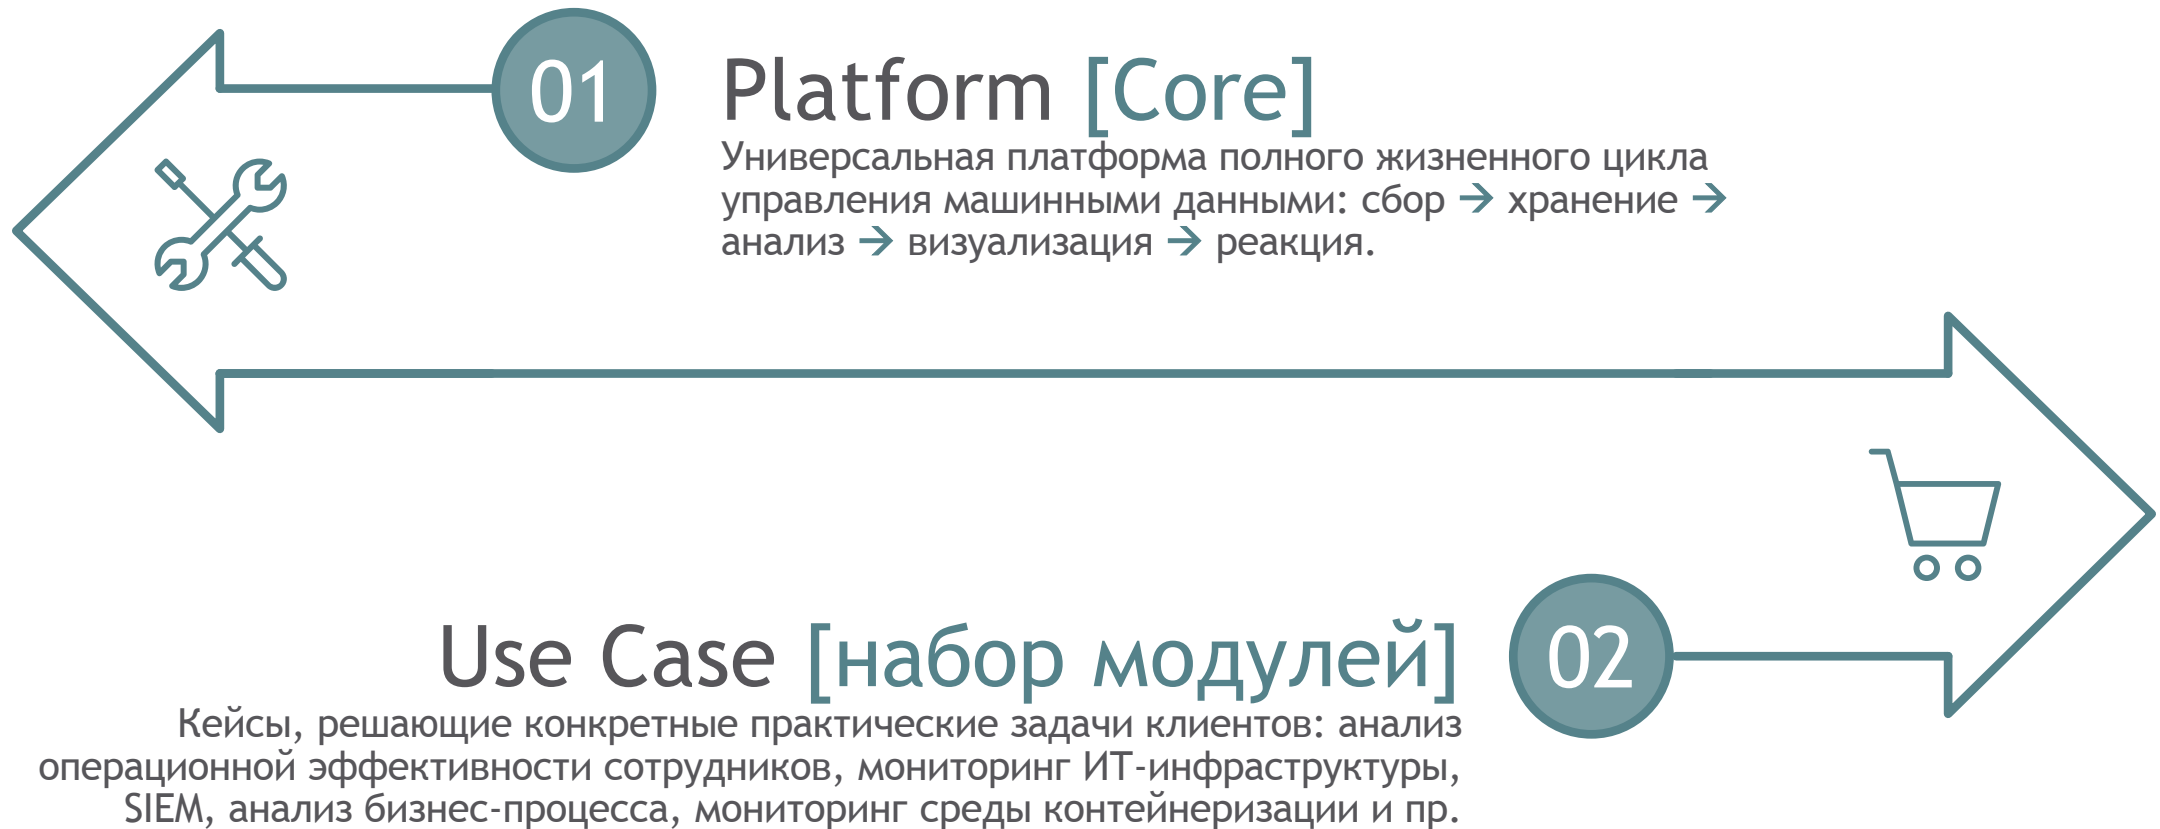 01
Platform [Core]
Универсальная платформа полного жизненного цикла
управления машинными данными: сбор → хранение →
анализ → визуализация → реакция.
Use Case [набор модулей]
02
Кейсы, решающие конкретные практические задачи клиентов: анализ
операционной эффективности сотрудников, мониторинг ИТ-инфраструктуры,
SIEM, анализ бизнес-процесса, мониторинг среды контейнеризации и пр.